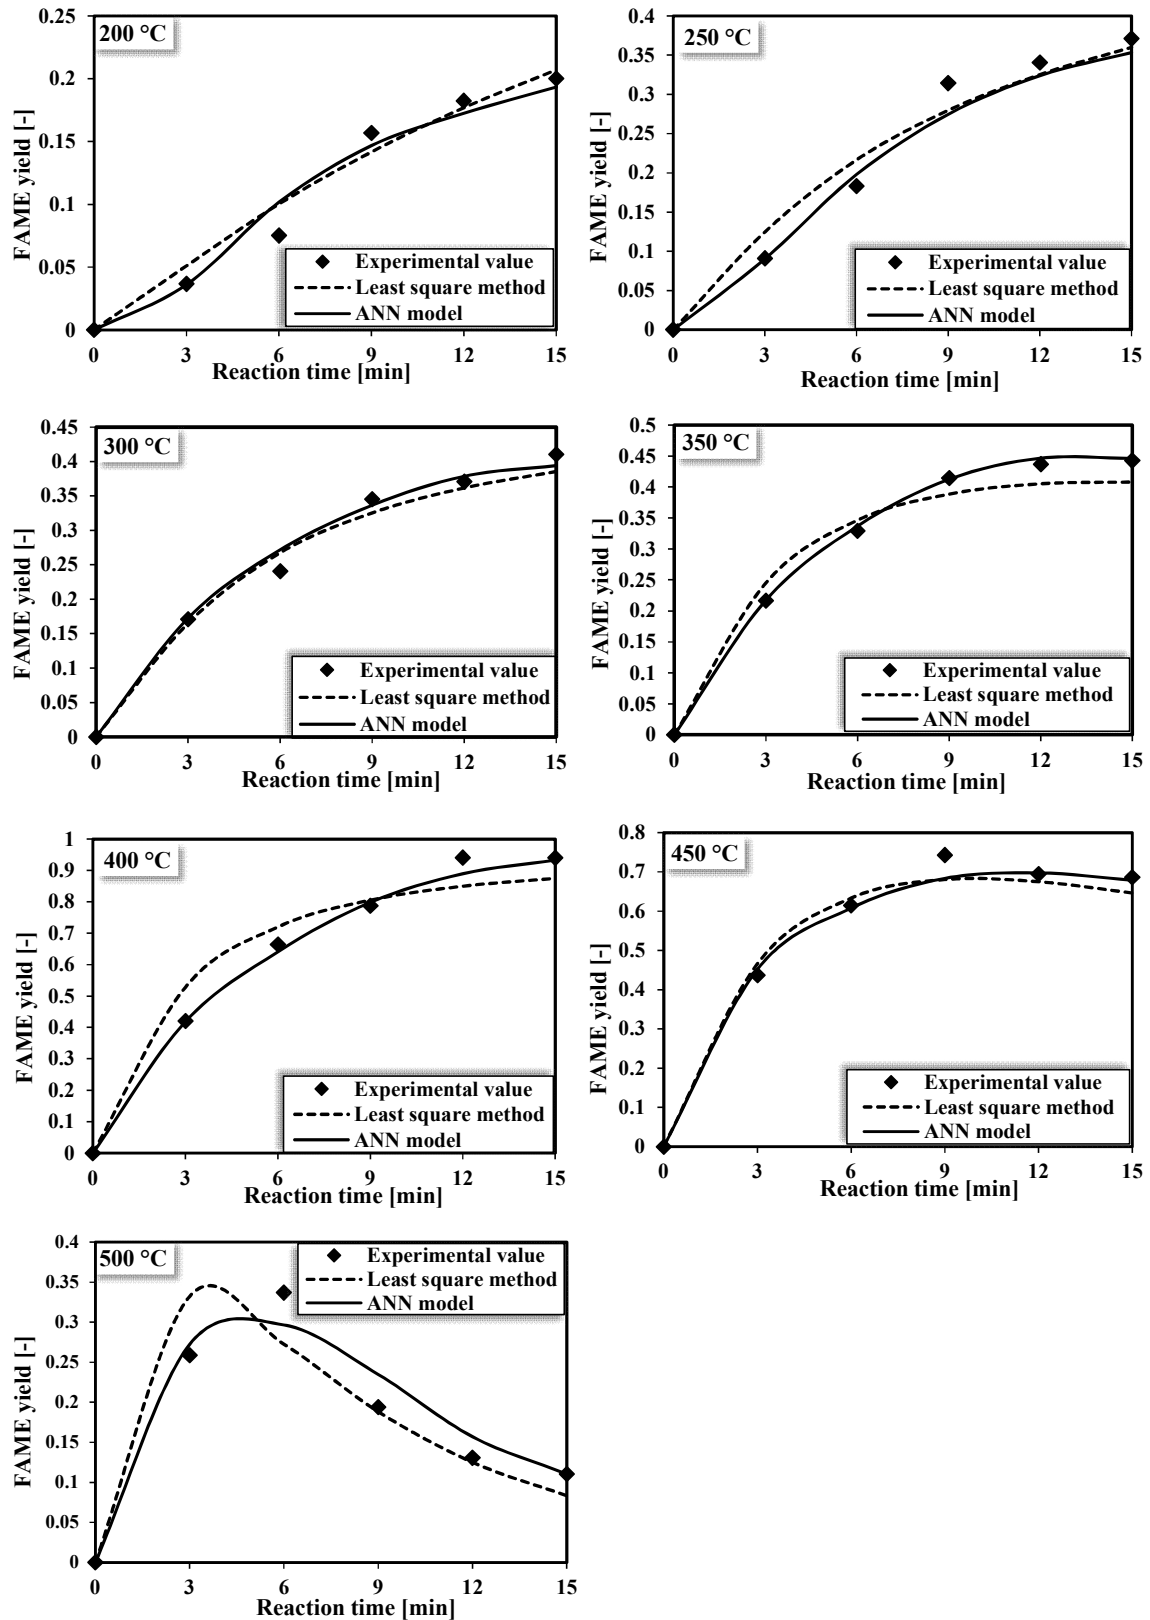 200 °C
FAME yield [-]
0.25
0.2
0.15
0.1
0.05
0
0 3 6 9 12 15
Reaction time [min]
Experimental value
Least square method
ANN model
250 °C
FAME yield [-]
0.4
0.35
0.3
0.25
0.2
0.15
0.1
0.05
0
0 3 6 9 12 15
Reaction time [min]
Experimental value
Least square method
ANN model
300 °C
FAME yield [-]
0.45
0.4
0.35
0.3
0.25
0.2
0.15
0.1
0.05
0
0 3 6 9 12 15
Reaction time [min]
Experimental value
Least square method
ANN model
350 °C
FAME yield [-]
0.5
0.45
0.4
0.35
0.3
0.25
0.2
0.15
0.1
0.05
0
0 3 6 9 12 15
Reaction time [min]
Experimental value
Least square method
ANN model
400 °C
FAME yield [-]
1
0.9
0.8
0.7
0.6
0.5
0.4
0.3
0.2
0.1
0
0 3 6 9 12 15
Reaction time [min]
Experimental value
Least square method
ANN model
450 °C
FAME yield [-]
0.8
0.7
0.6
0.5
0.4
0.3
0.2
0.1
0
0 3 6 9 12 15
Reaction time [min]
Experimental value
Least square method
ANN model
500 °C
FAME yield [-]
0.4
0.35
0.3
0.25
0.2
0.15
0.1
0.05
0
0 3 6 9 12 15
Reaction time [min]
Experimental value
Least square method
ANN model